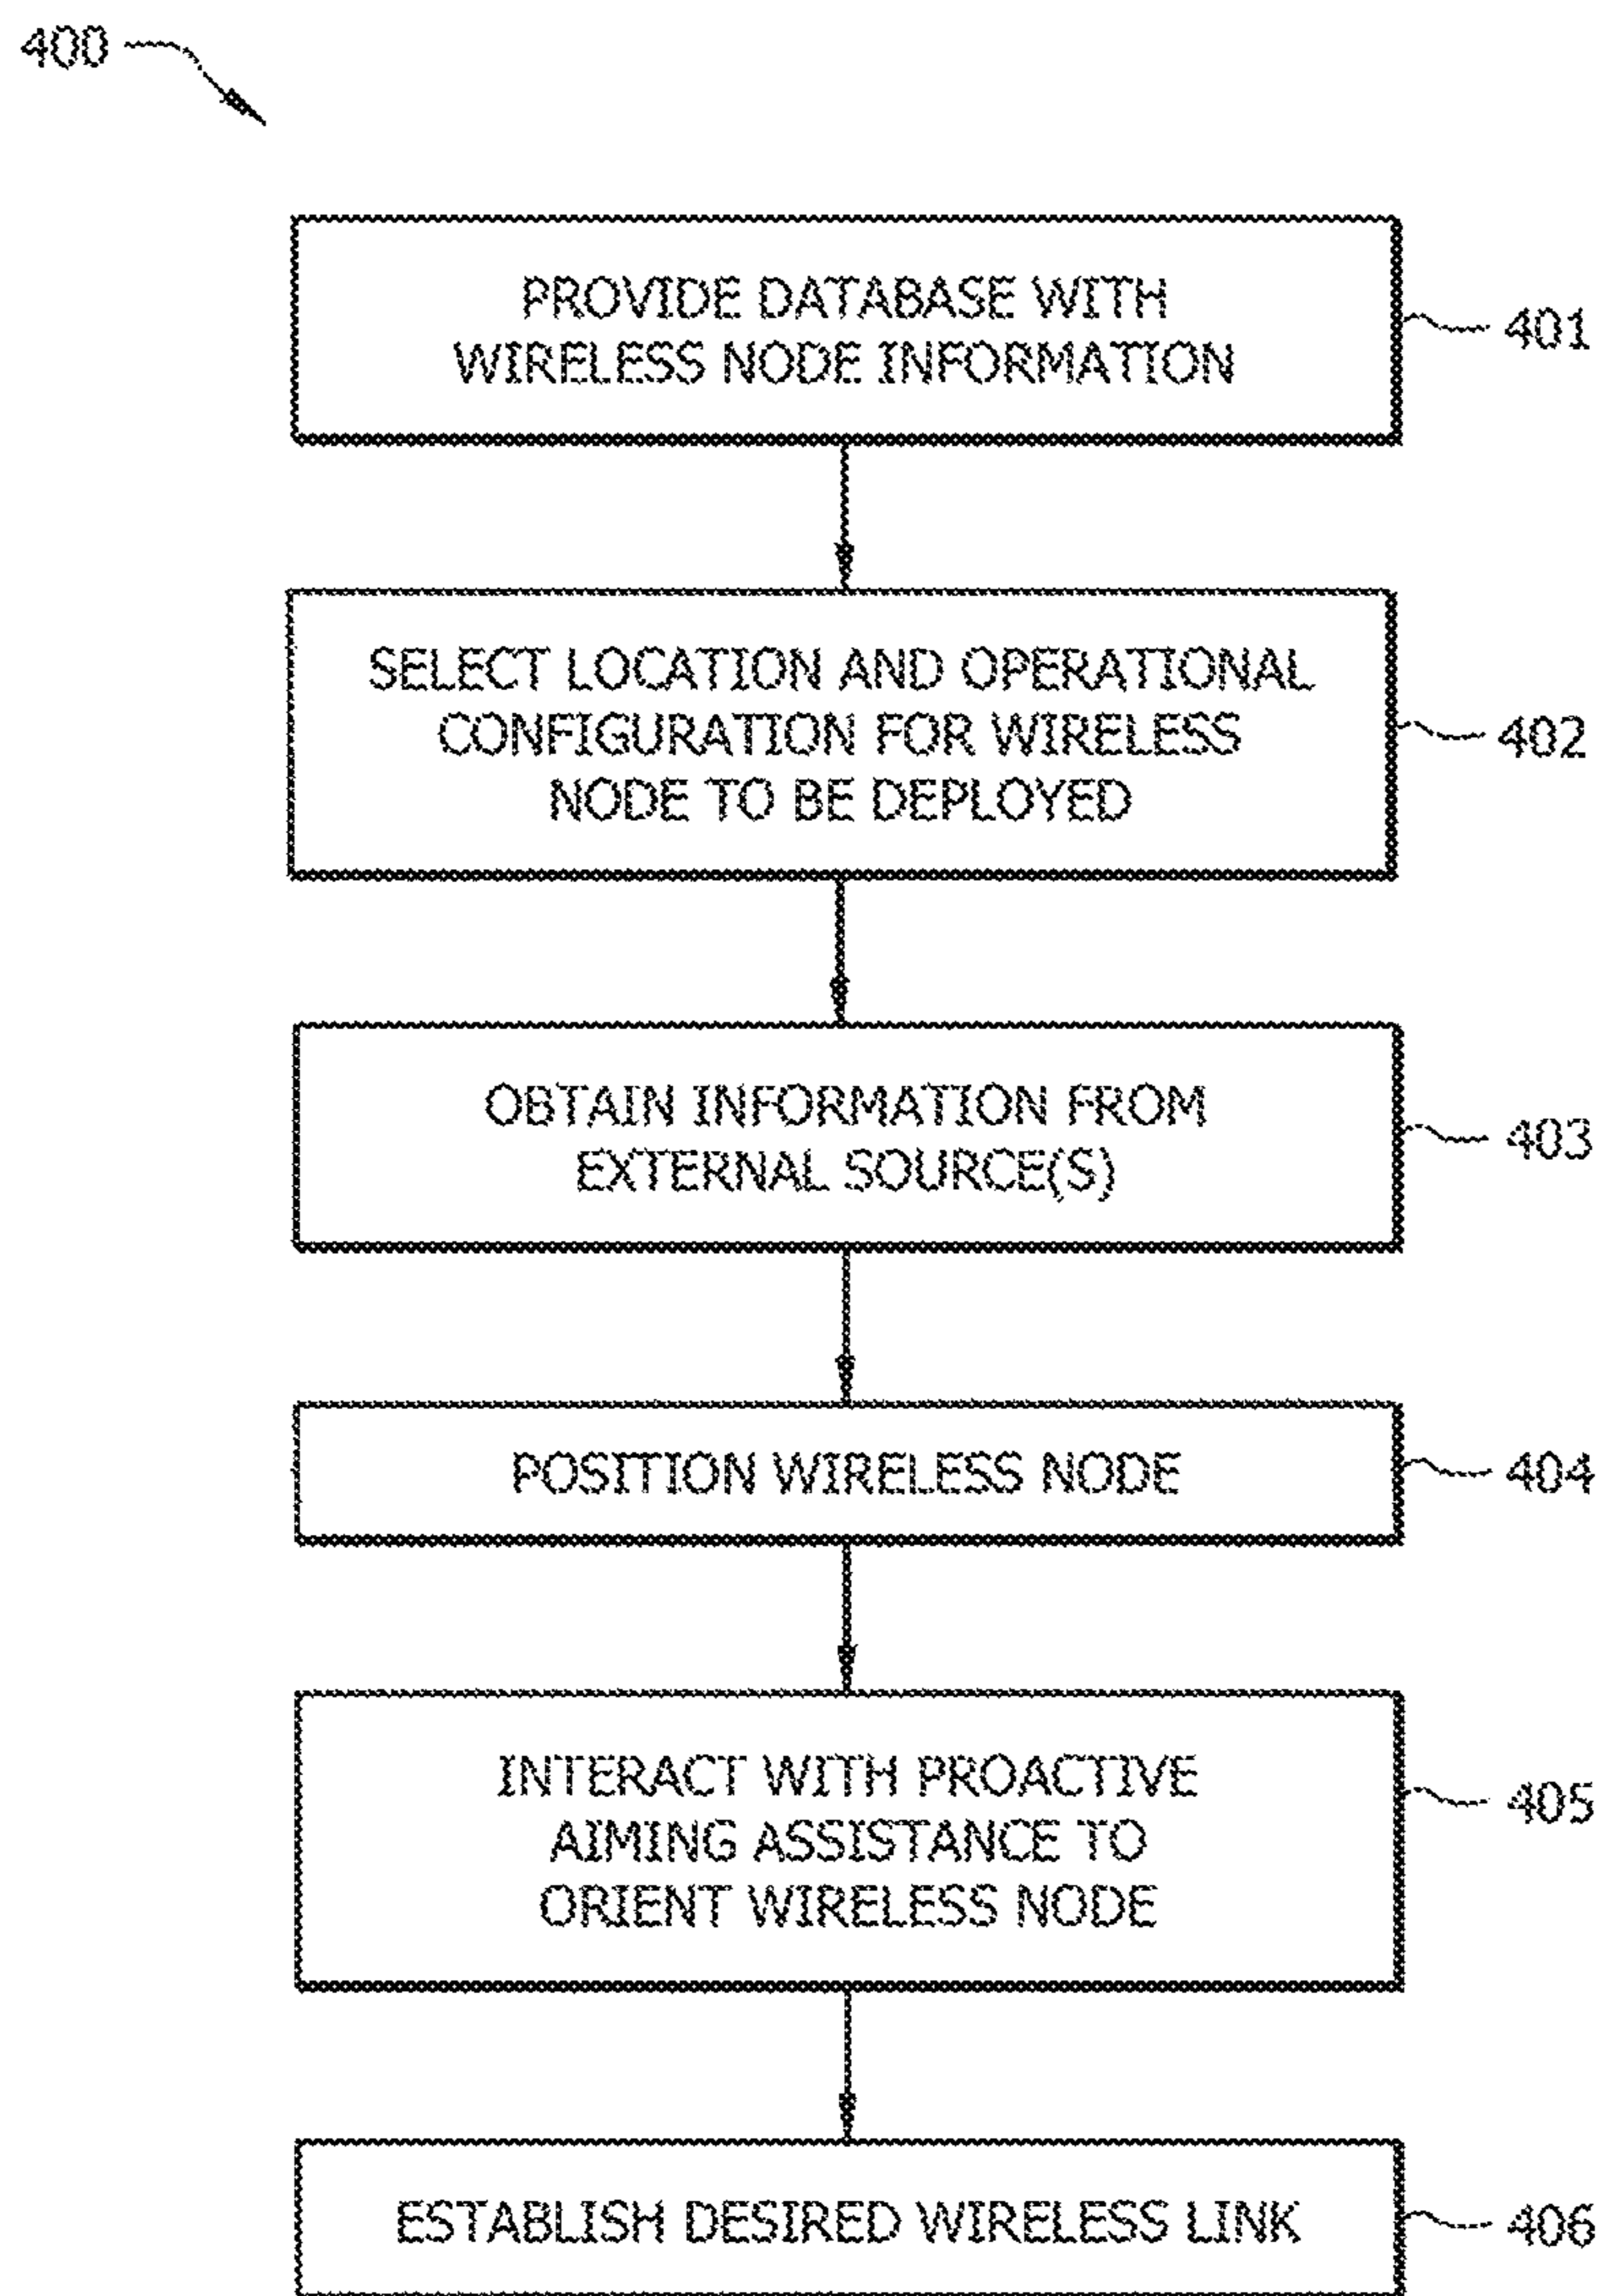 400
PROVIDE DATABASE WITH
WIRELESS NODE INFORMATION
401
SELECT LOCATION AND OPERATIONAL
CONFIGURATION FOR WIRELESS
NODE TO BE DEPLOYED
402
OBTAIN INFORMATION FROM
EXTERNAL SOURCE(S)
403
POSITION WIRELESS NODE
404
INTERACT WITH PROACTIVE
AIMING ASSISTANCE TO
ORIENT WIRELESS NODE
405
ESTABLISH DESIRED WIRELESS LINK
406